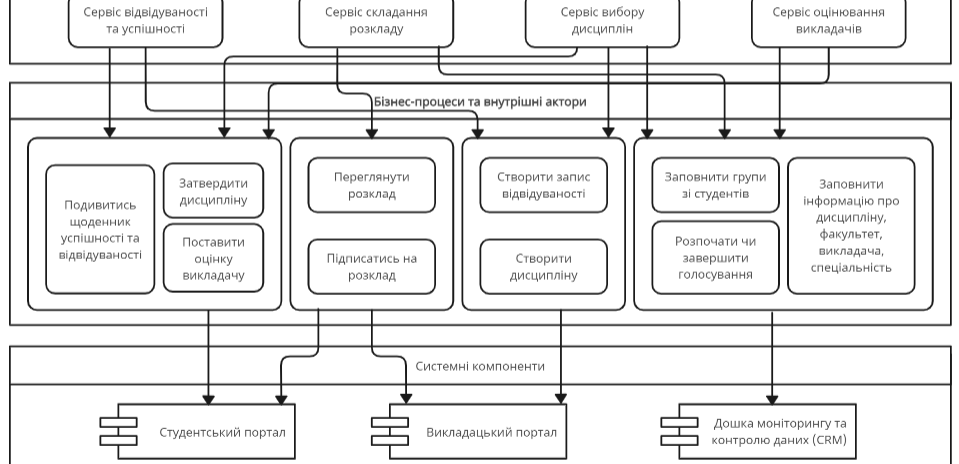 Сервіс відвідуваності
та успішності
Сервіс складання
розкладу
Сервіс вибору
дисциплін
Сервіс оцінювання
викладачів
Бізнес-процеси та внутрішні актори
Подивитись
щоденник
успішності та
відвідуваності
Затвердити
дисципліну
Поставити
оцінку
викладачу
Переглянути
розклад
Підписатись на
розклад
Створити запис
відвідуваності
Створити
дисципліну
Заповнити групи
зі студентів
Розпочати чи
завершити
голосування
Заповнити
інформацію про
дисципліну,
факультет,
викладача,
спеціальність
Системні компоненти
Студентський портал
Викладацький портал
Дошка моніторингу та
контролю даних (CRM)